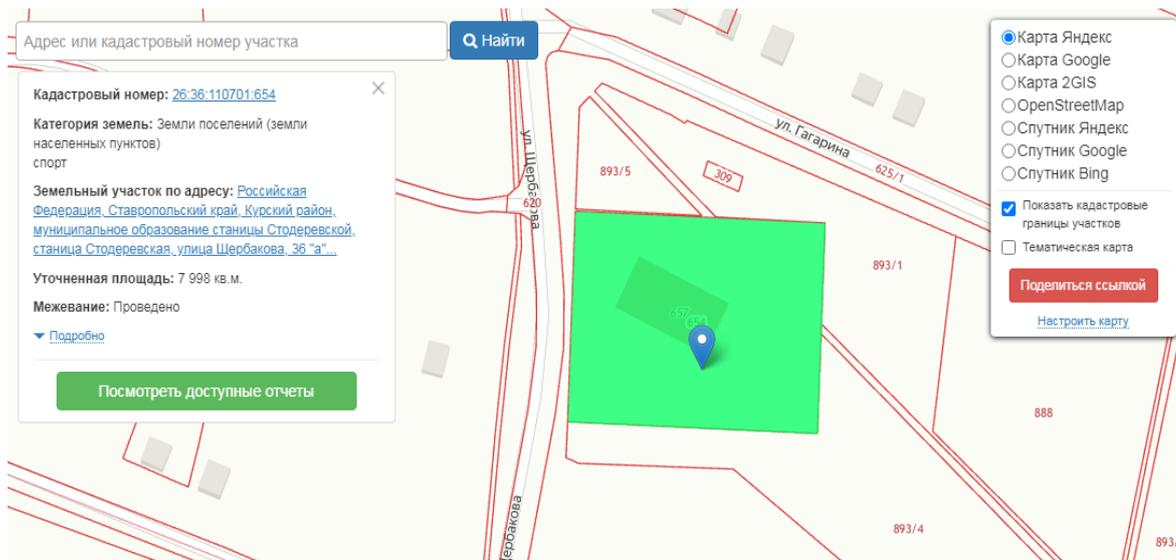 Адрес или кадастровый номер участка
Найти
Кадастровый номер: 26:36:110701:654
Категория земель: Земли поселений (земли
населенных пунктов)
спорт
Земельный участок по адресу: Российская
Федерация, Ставропольский край, Курский район,
муниципальное образование станицы Стодеревской,
станица Стодеревская, улица Щербакова, 36 "а"...
Уточненная площадь: 7 998 кв.м.
Межевание: Проведено
Подробно
Посмотреть доступные отчеты
ул. Щербакова
620
893/5
309
ул. Гагарина
625/1
893/1
657
654
888
893/4
893
ербакова
Карта Яндекс
Карта Google
Карта 2GIS
OpenStreetMap
Спутник Яндекс
Спутник Google
Спутник Bing
Показать кадастровые
границы участков
Тематическая карта
Поделиться ссылкой
Настроить карту